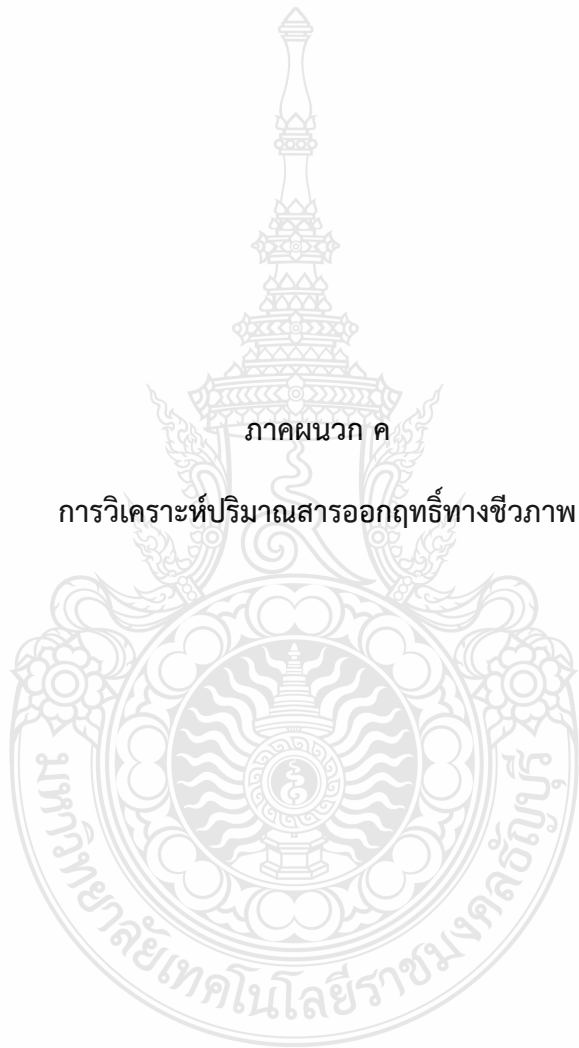 ภาคผนวก ค
การวิเคราะห์ปริมาณสารออกฤทธิ์ทางชีวภาพ
มหาวิทยาลัยเทคโนโลยีราชมงคลธัญบุรี